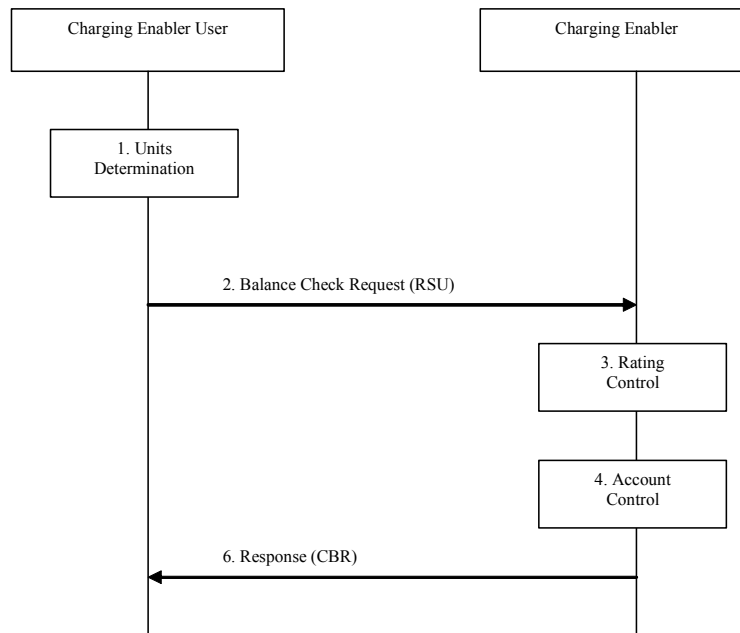 Charging Enabler User
Charging Enabler
1. Units
Determination
2. Balance Check Request (RSU)
3. Rating
Control
4. Account
Control
6. Response (CBR)